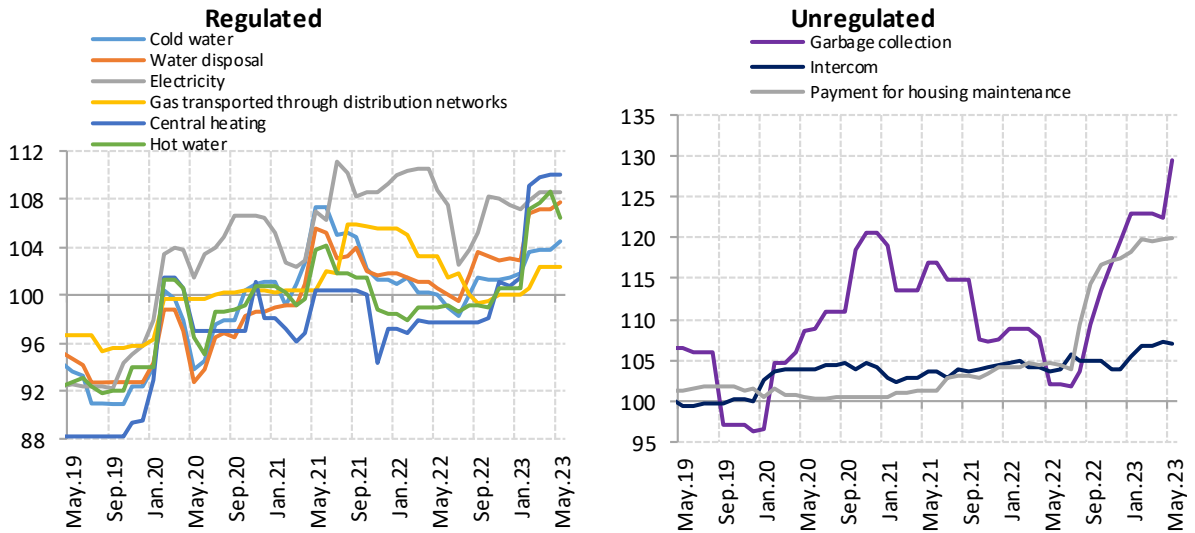 Regulated
Cold water
Water disposal
Electricity
Gas transported through distribution networks
Central heating
Hot water
112
108
104
100
96
92
88
May.19
Sep.19
Jan.20
May.20
Sep.20
Jan.21
May.21
Sep.21
Jan.22
May.22
Sep.22
Jan.23
May.23
Unregulated
Garbage collection
Intercom
Payment for housing maintenance
135
130
125
120
115
110
105
100
95
May.19
Sep.19
Jan.20
May.20
Sep.20
Jan.21
May.21
Sep.21
Jan.22
May.22
Sep.22
Jan.23
May.23